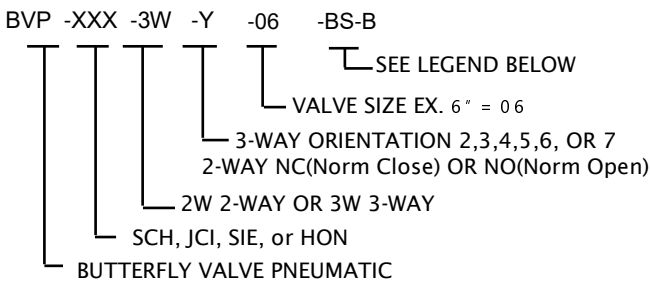 BVP -XXX -3W -Y -06 -BS-B
SEE LEGEND BELOW
VALVE SIZE EX. 6" = 06
3-WAY ORIENTATION 2,3,4,5,6, OR 7
2-WAY NC(Norm Close) OR NO(Norm Open)
2W 2-WAY OR 3W 3-WAY
SCH, JCI, SIE, or HON
BUTTERFLY VALVE PNEUMATIC